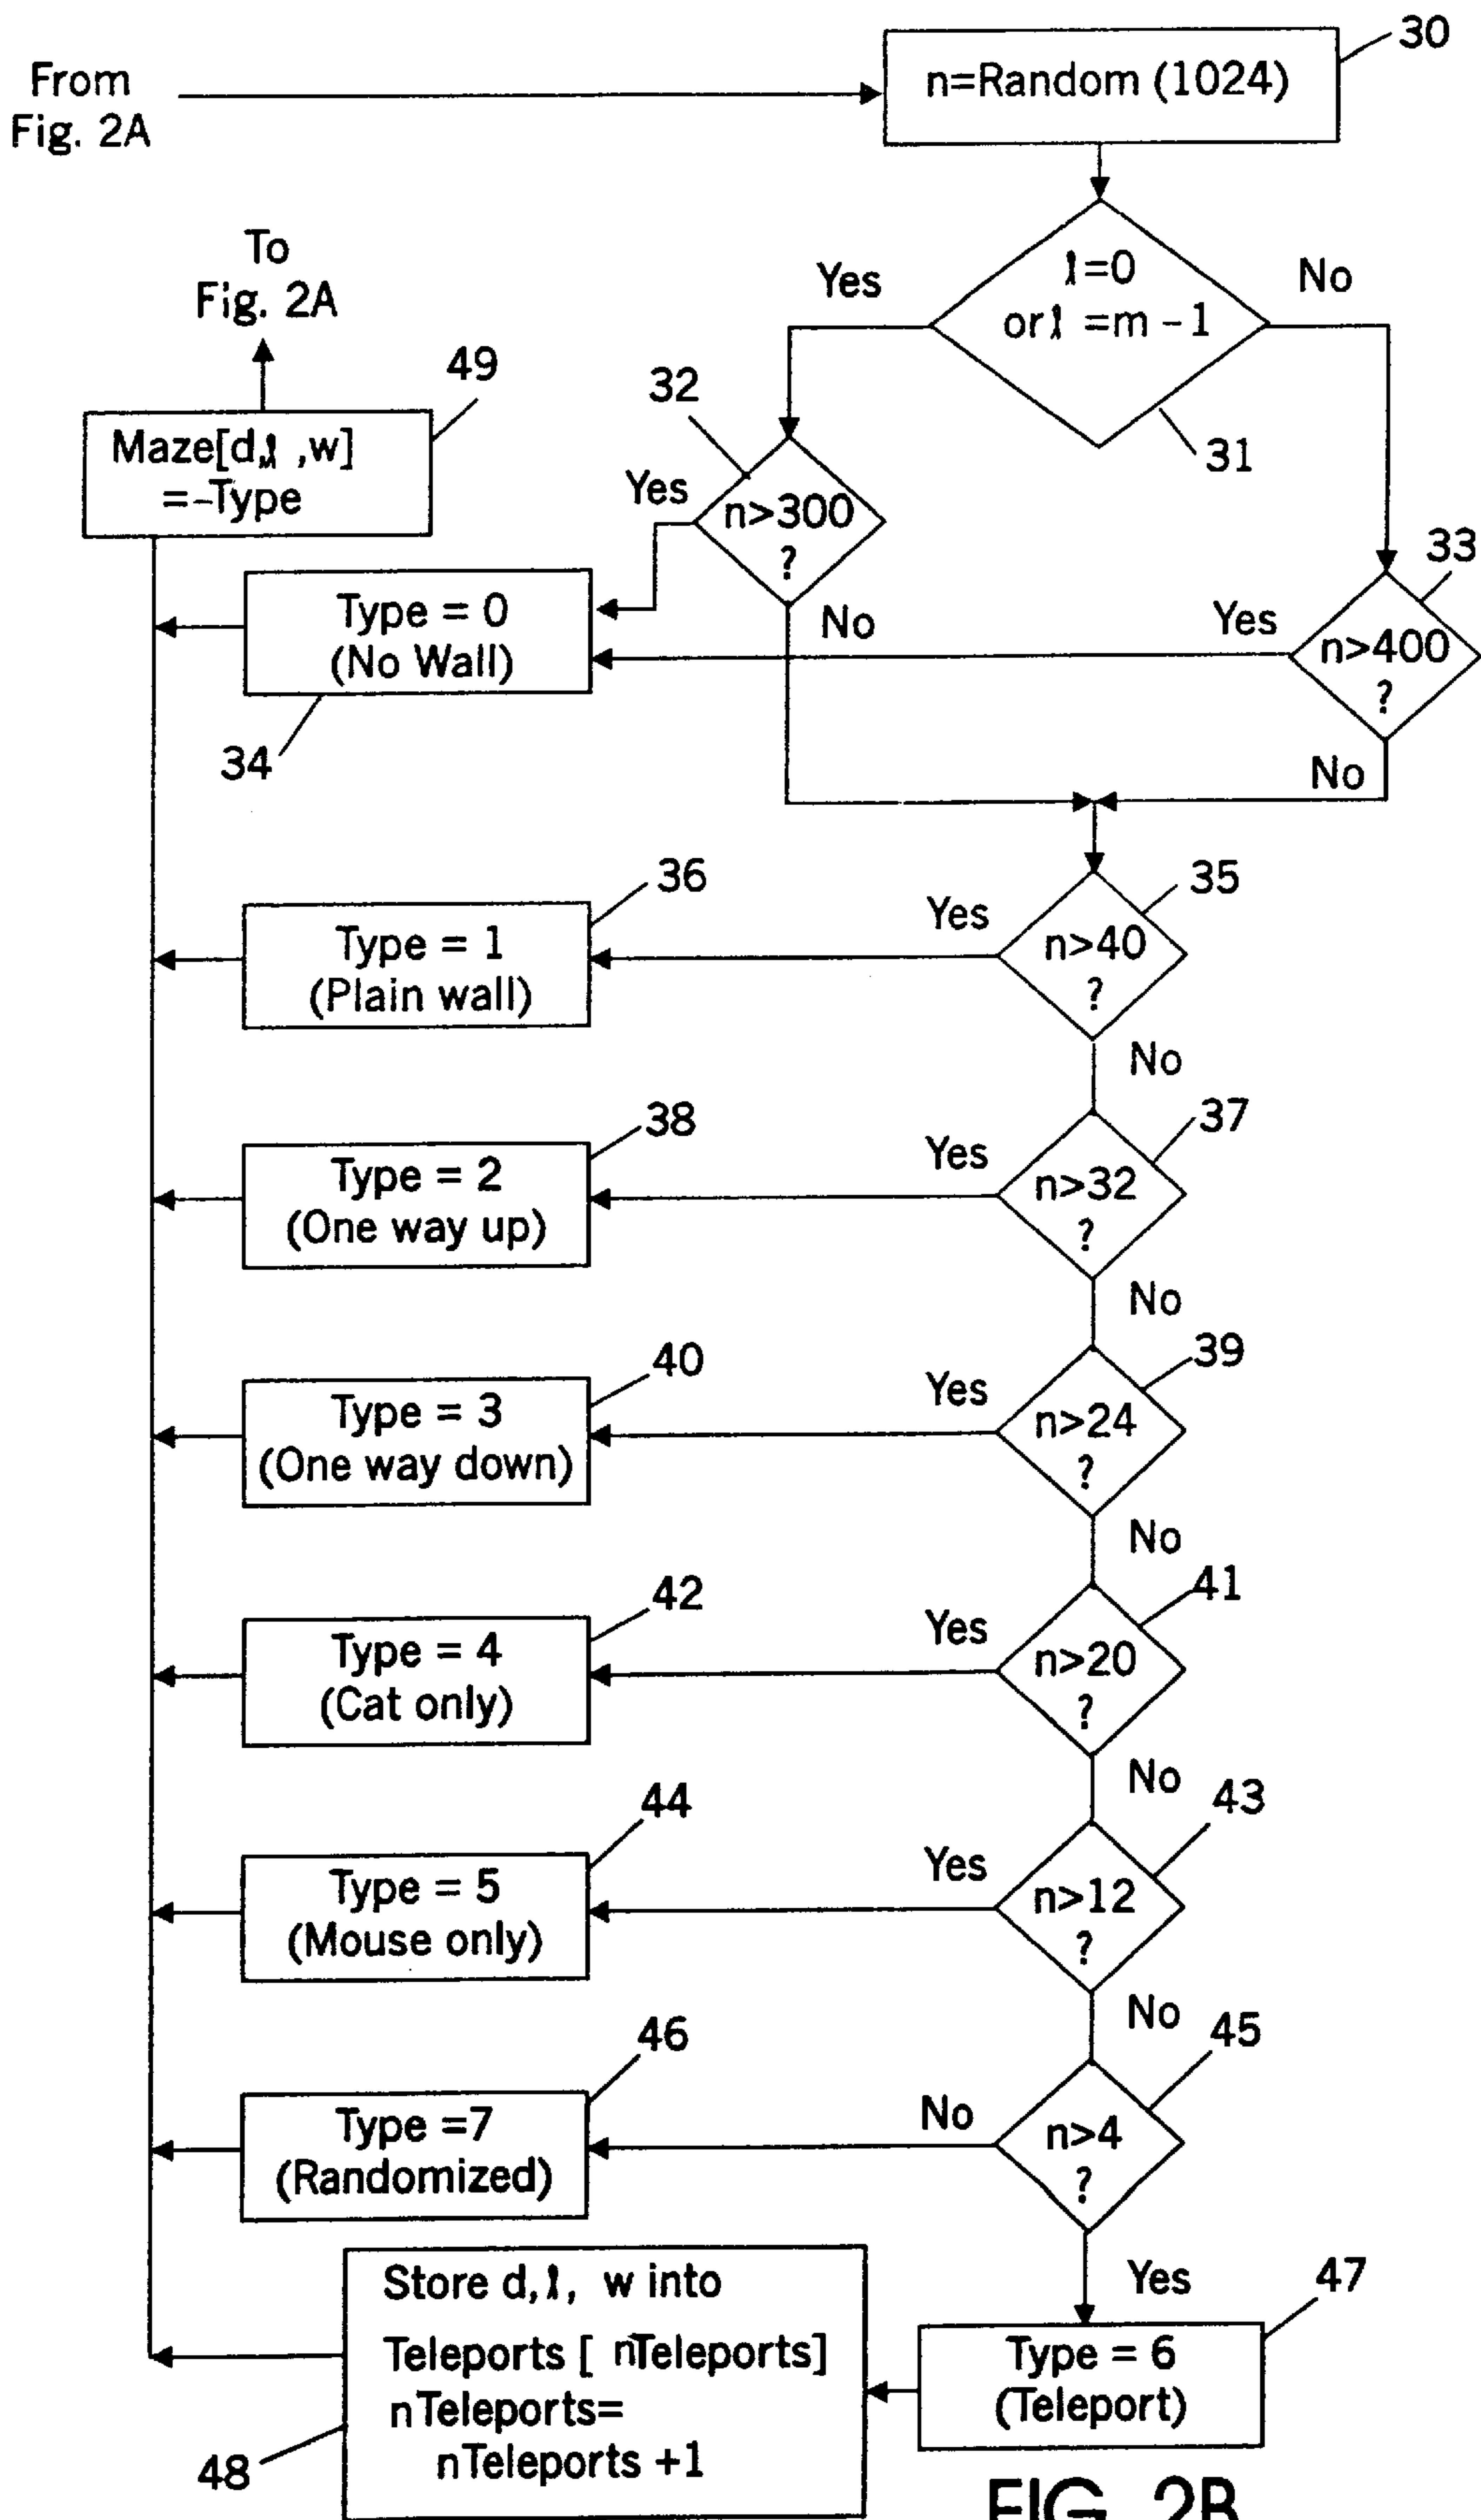 From
Fig. 2A
n=Random (1024)
30
l=0
or l =m -1
Yes
No
31
To
Fig. 2A
49
Maze[d,l ,w]
=-Type
32
n>300
?
Yes
No
33
n>400
?
Yes
No
Type = 0
(No Wall)
34
35
n>40
?
Yes
No
36
Type = 1
(Plain wall)
37
n>32
?
Yes
No
38
Type = 2
(One way up)
39
n>24
?
Yes
No
40
Type = 3
(One way down)
41
n>20
?
Yes
No
42
Type = 4
(Cat only)
43
n>12
?
Yes
No
44
Type = 5
(Mouse only)
45
n>4
?
No
Yes
46
Type =7
(Randomized)
47
Type = 6
(Teleport)
Store d,l, w into
Teleports [ nTeleports]
nTeleports=
nTeleports +1
48
FIG. 2B